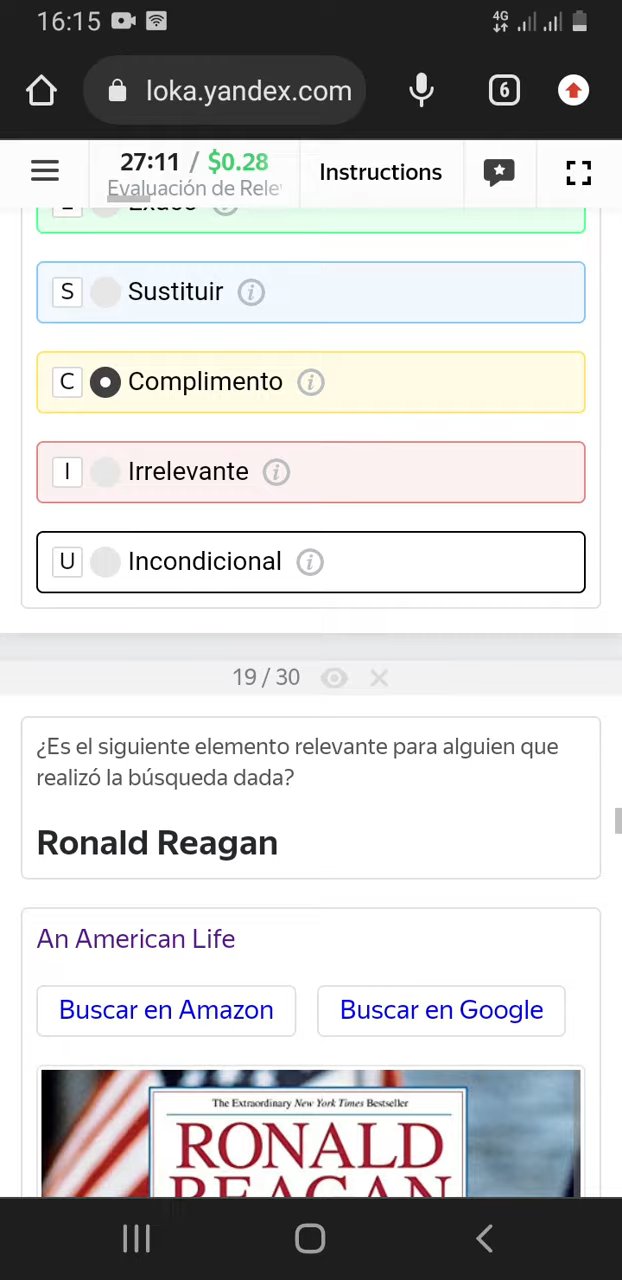 16:15
4G
loka.yandex.com
6
27:11 / $0.28
Instructions
Evaluación de Rele
S Sustituir i
C Complimento i
I Irrelevante i
U Incondicional i
19 / 30
¿Es el siguiente elemento relevante para alguien que
realizó la búsqueda dada?
Ronald Reagan
An American Life
Buscar en Amazon
Buscar en Google
The Extraordinary New York Times Bestseller
RONALD
REAGAN